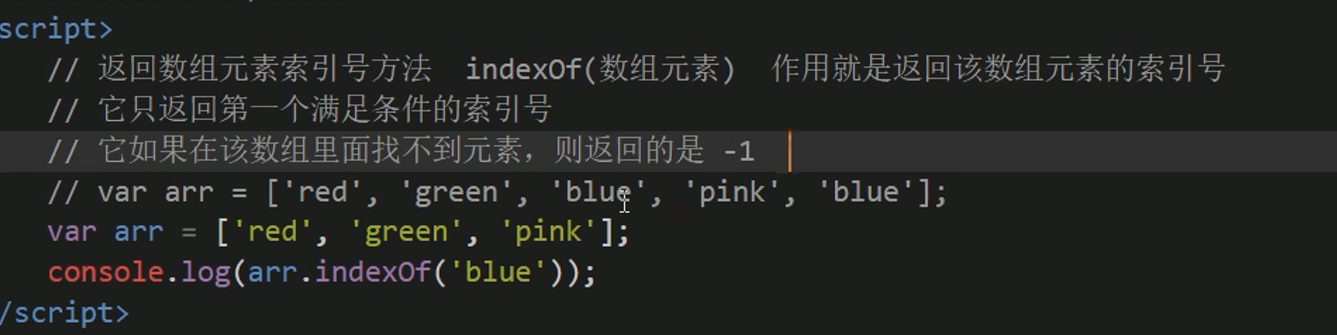 script>
// 返回数组元素索引号方法  indexOf(数组元素)  作用就是返回该数组元素的索引号
// 它只返回第一个满足条件的索引号
// 它如果在该数组里面找不到元素，则返回的是 -1
// var arr = ['red', 'green', 'blue', 'pink', 'blue'];
var arr = ['red', 'green', 'pink'];
console.log(arr.indexOf('blue'));
/script>